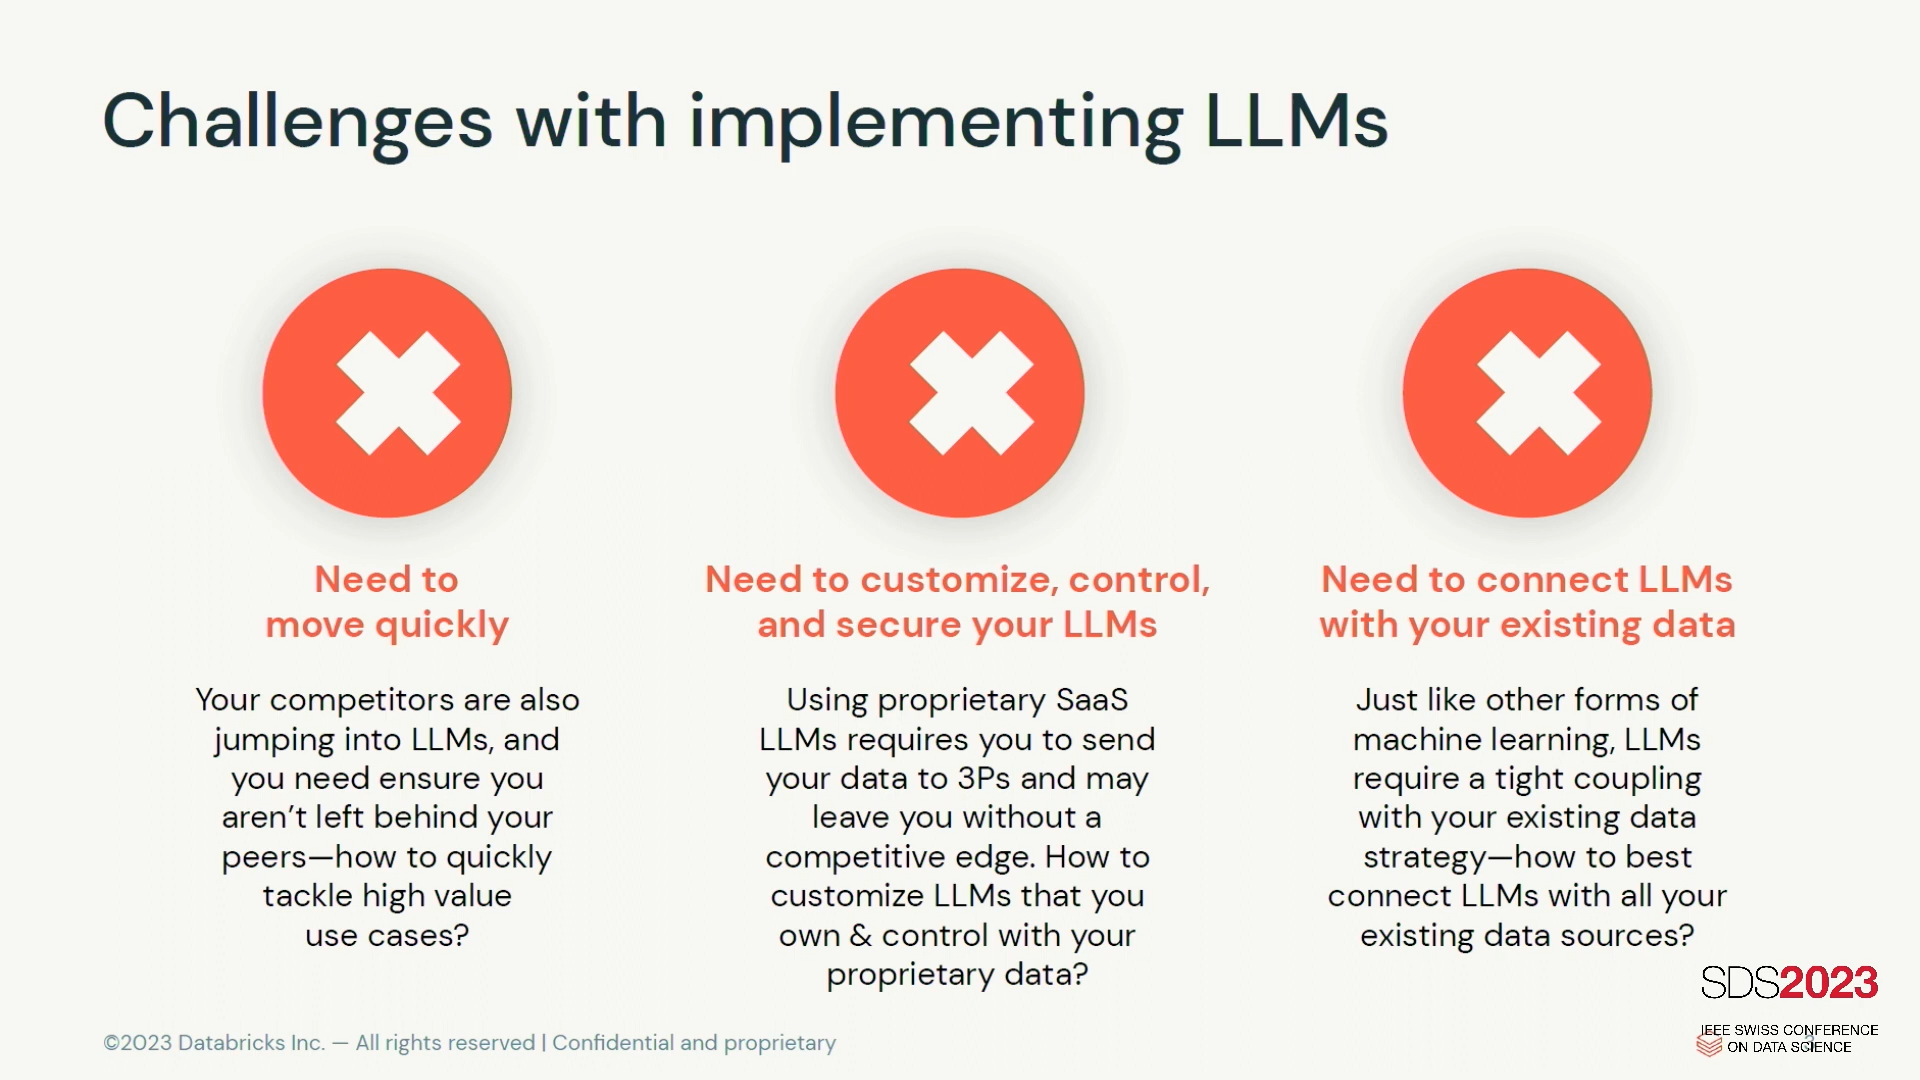 Challenges with implementing LLMs
Need to
move quickly
Your competitors are also
jumping into LLMs, and
you need ensure you
aren’t left behind your
peers—how to quickly
tackle high value
use cases?
Need to customize, control,
and secure your LLMs
Using proprietary SaaS
LLMs requires you to send
your data to 3Ps and may
leave you without a
competitive edge. How to
customize LLMs that you
own & control with your
proprietary data?
Need to connect LLMs
with your existing data
Just like other forms of
machine learning, LLMs
require a tight coupling
with your existing data
strategy—how to best
connect LLMs with all your
existing data sources?
©2023 Databricks Inc. — All rights reserved | Confidential and proprietary
SDS2023
IEEE SWISS CONFERENCE
ON DATA SCIENCE